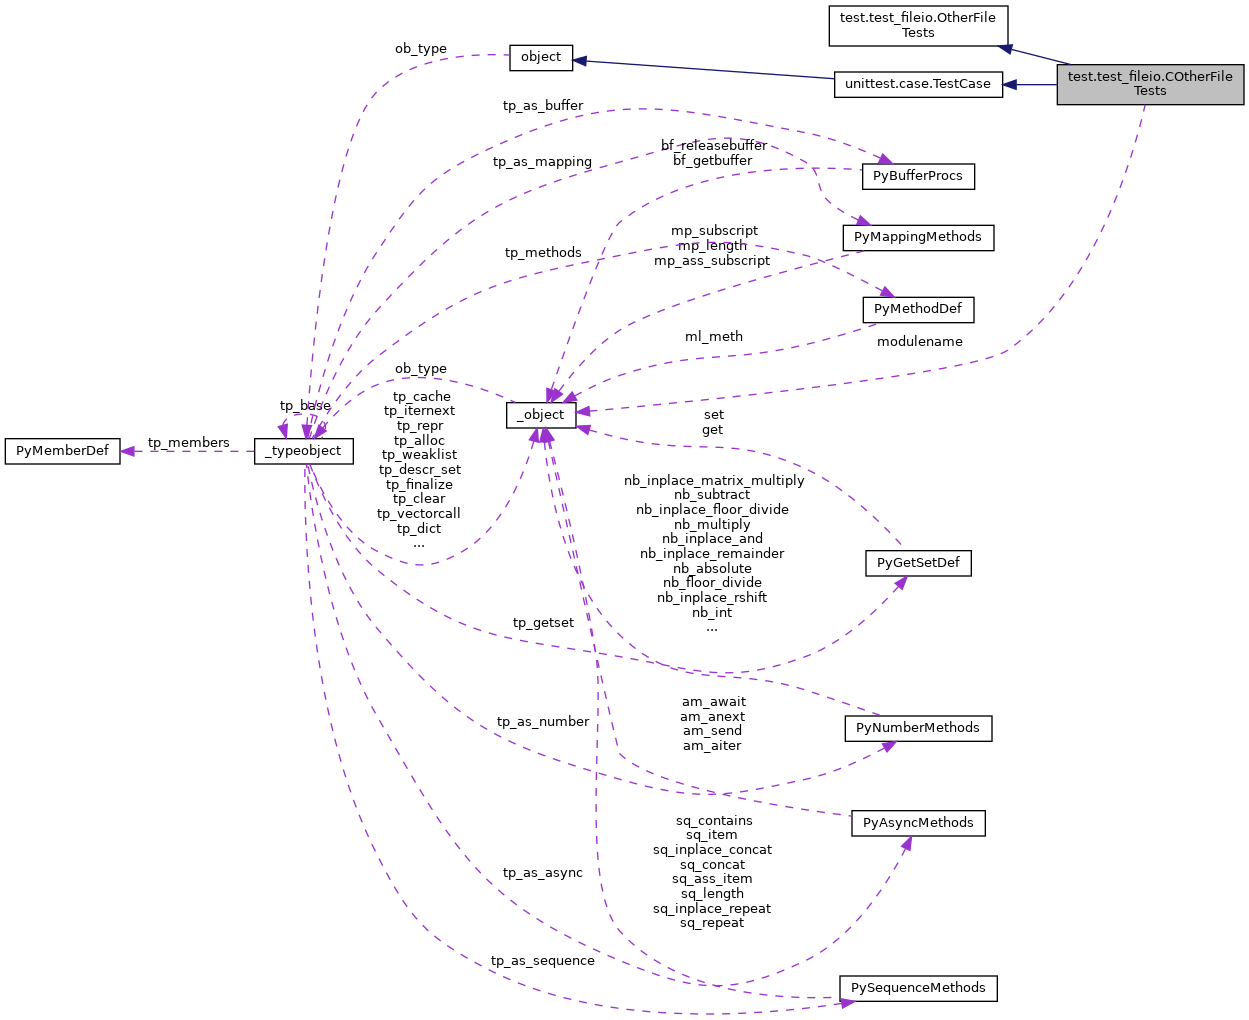 test.test_fileio.OtherFile
Tests
ob_type
object
test.test_fileio.COtherFile
Tests
unittest.case.TestCase
tp_as_buffer
bf_releasebuffer
bf_getbuffer
tp_as_mapping
PyBufferProcs
mp_subscript
mp_length
mp_ass_subscript
PyMappingMethods
tp_methods
PyMethodDef
ml_meth
modulename
ob_type
tp_cache
tp_iternext
tp_repr
tp_alloc
tp_weaklist
tp_descr_set
tp_finalize
tp_clear
tp_vectorcall
tp_dict
...
tp_base
_object
set
get
PyMemberDef
tp_members
_typeobject
nb_inplace_matrix_multiply
nb_subtract
nb_inplace_floor_divide
nb_multiply
nb_inplace_and
nb_inplace_remainder
nb_absolute
nb_floor_divide
nb_inplace_rshift
nb_int
...
PyGetSetDef
tp_getset
am_await
am_anext
am_send
am_aiter
tp_as_number
PyNumberMethods
PyAsyncMethods
sq_contains
sq_item
sq_inplace_concat
sq_concat
sq_ass_item
sq_length
sq_inplace_repeat
sq_repeat
tp_as_async
tp_as_sequence
PySequenceMethods